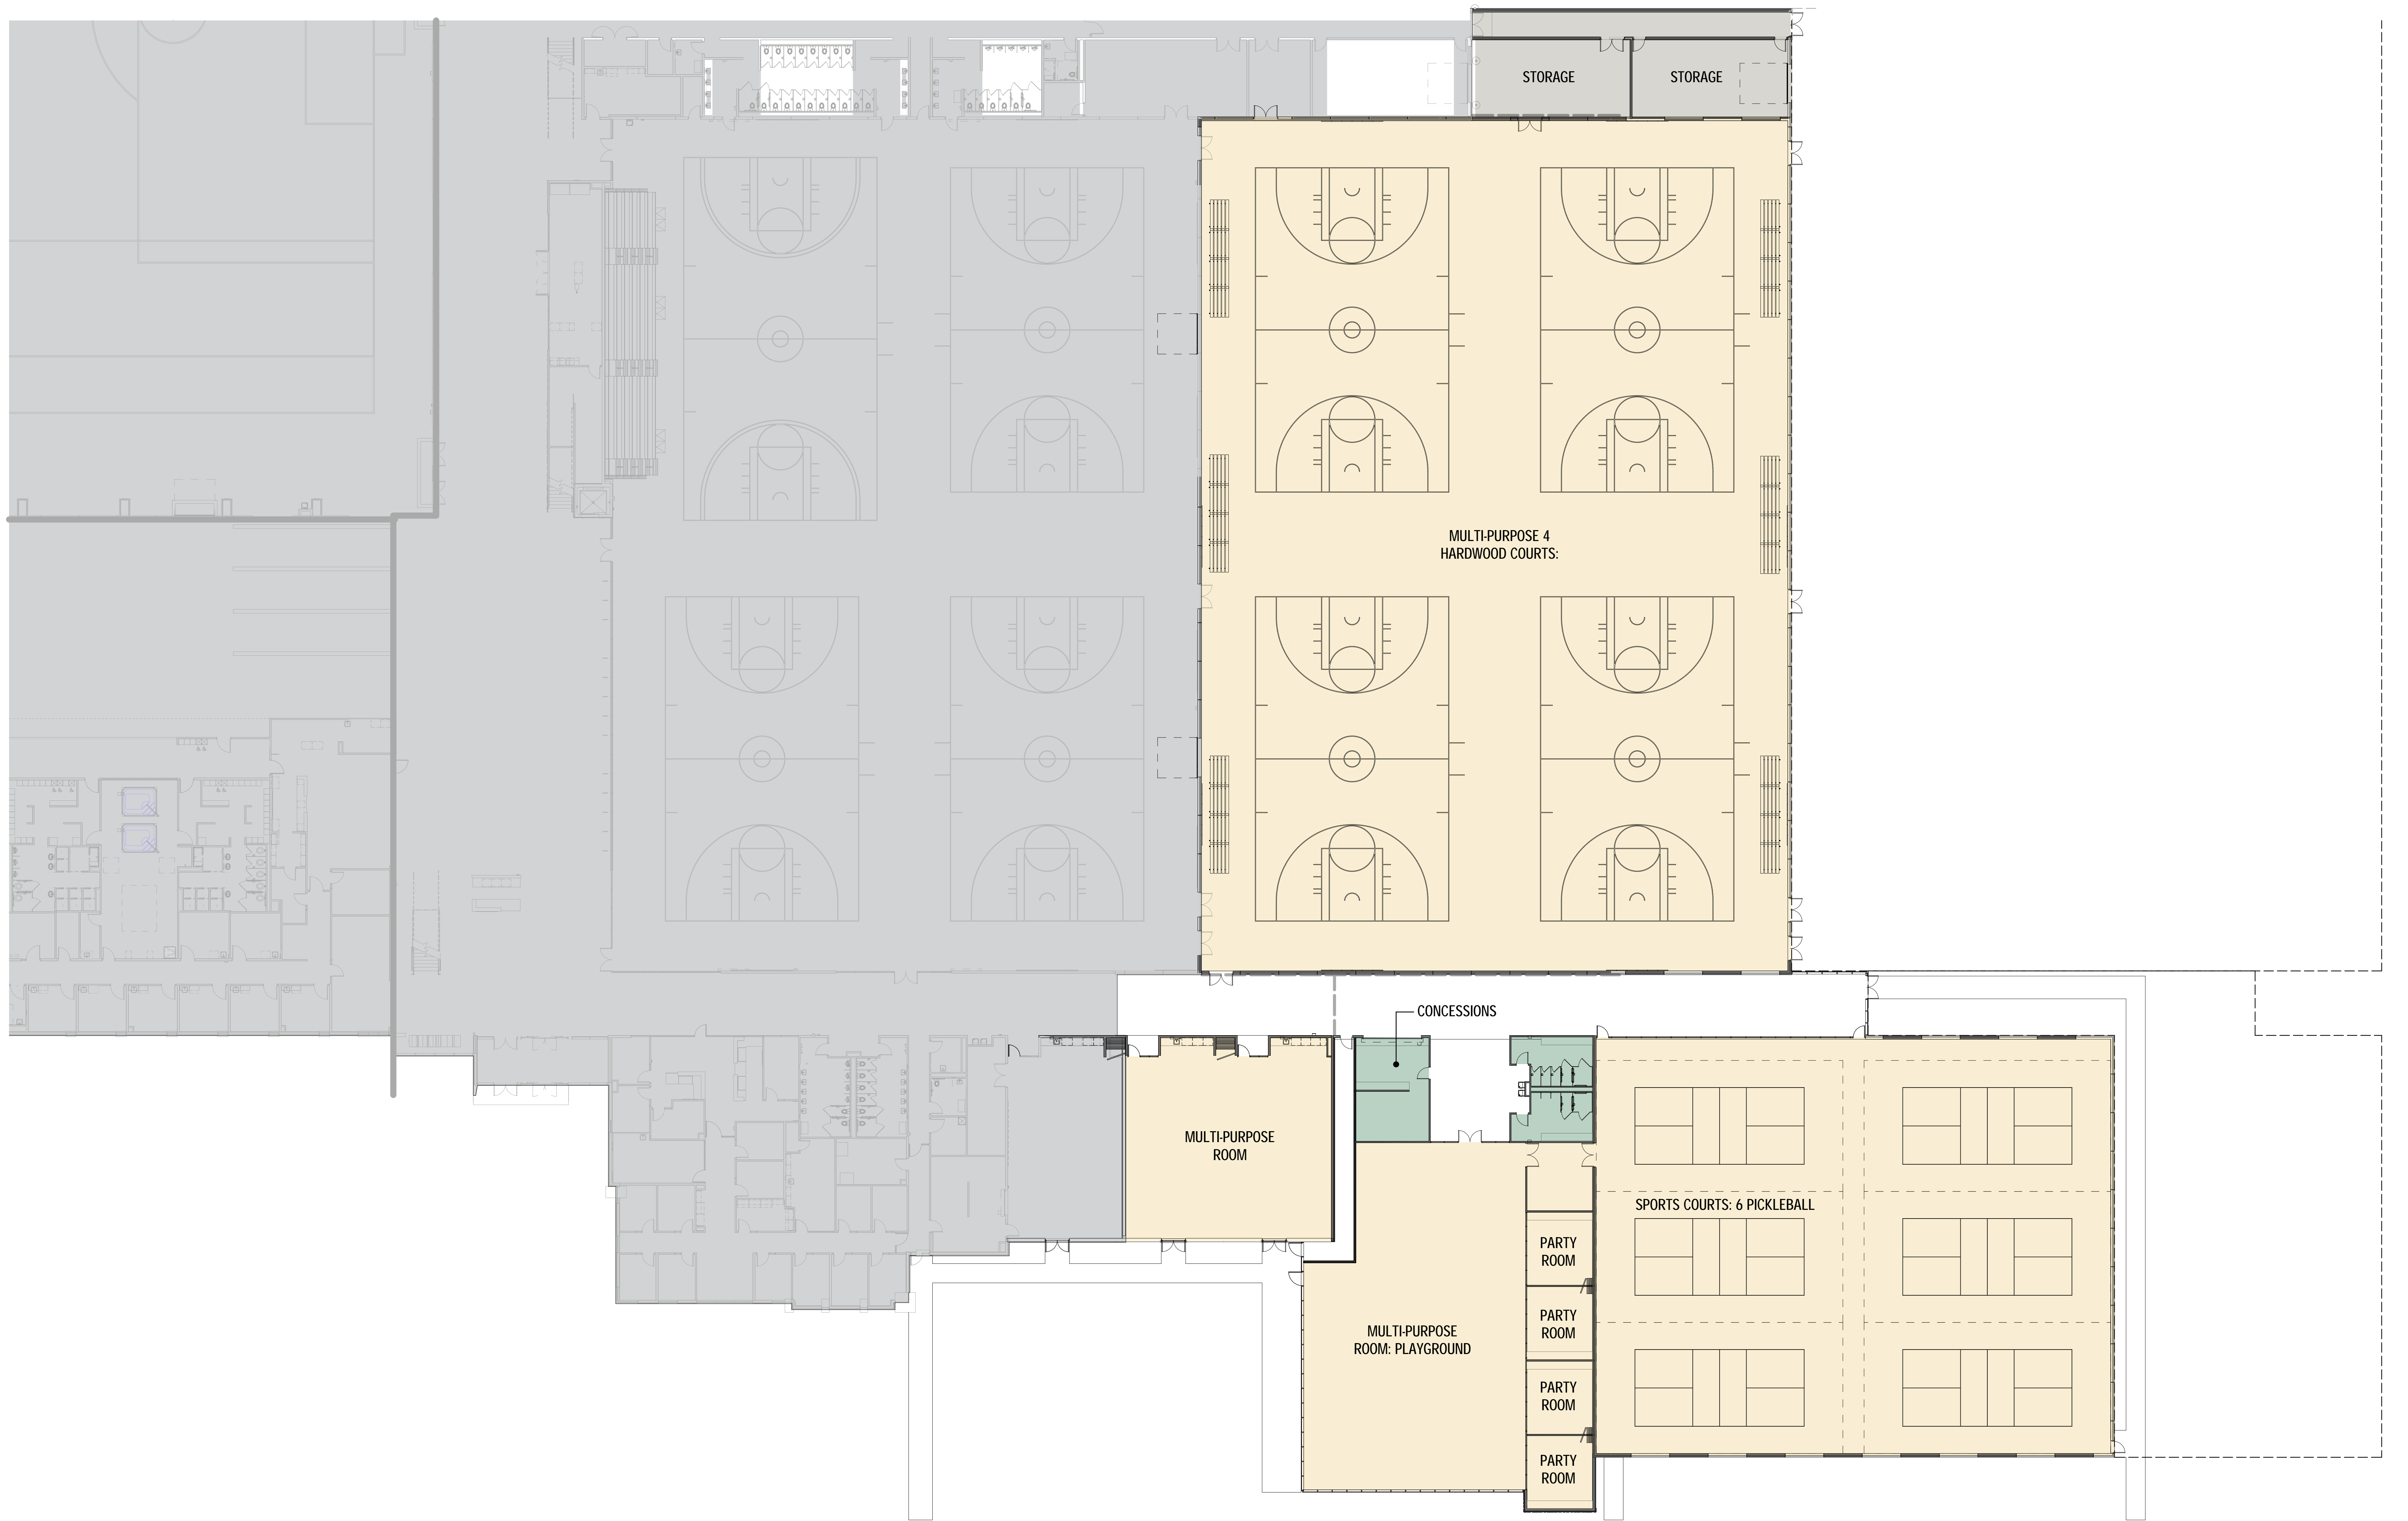 STORAGE
STORAGE
MULTI-PURPOSE 4
HARDWOOD COURTS:
CONCESSIONS
MULTI-PURPOSE
ROOM
SPORTS COURTS: 6 PICKLEBALL
PARTY
ROOM
PARTY
ROOM
MULTI-PURPOSE
ROOM: PLAYGROUND
PARTY
ROOM
PARTY
ROOM